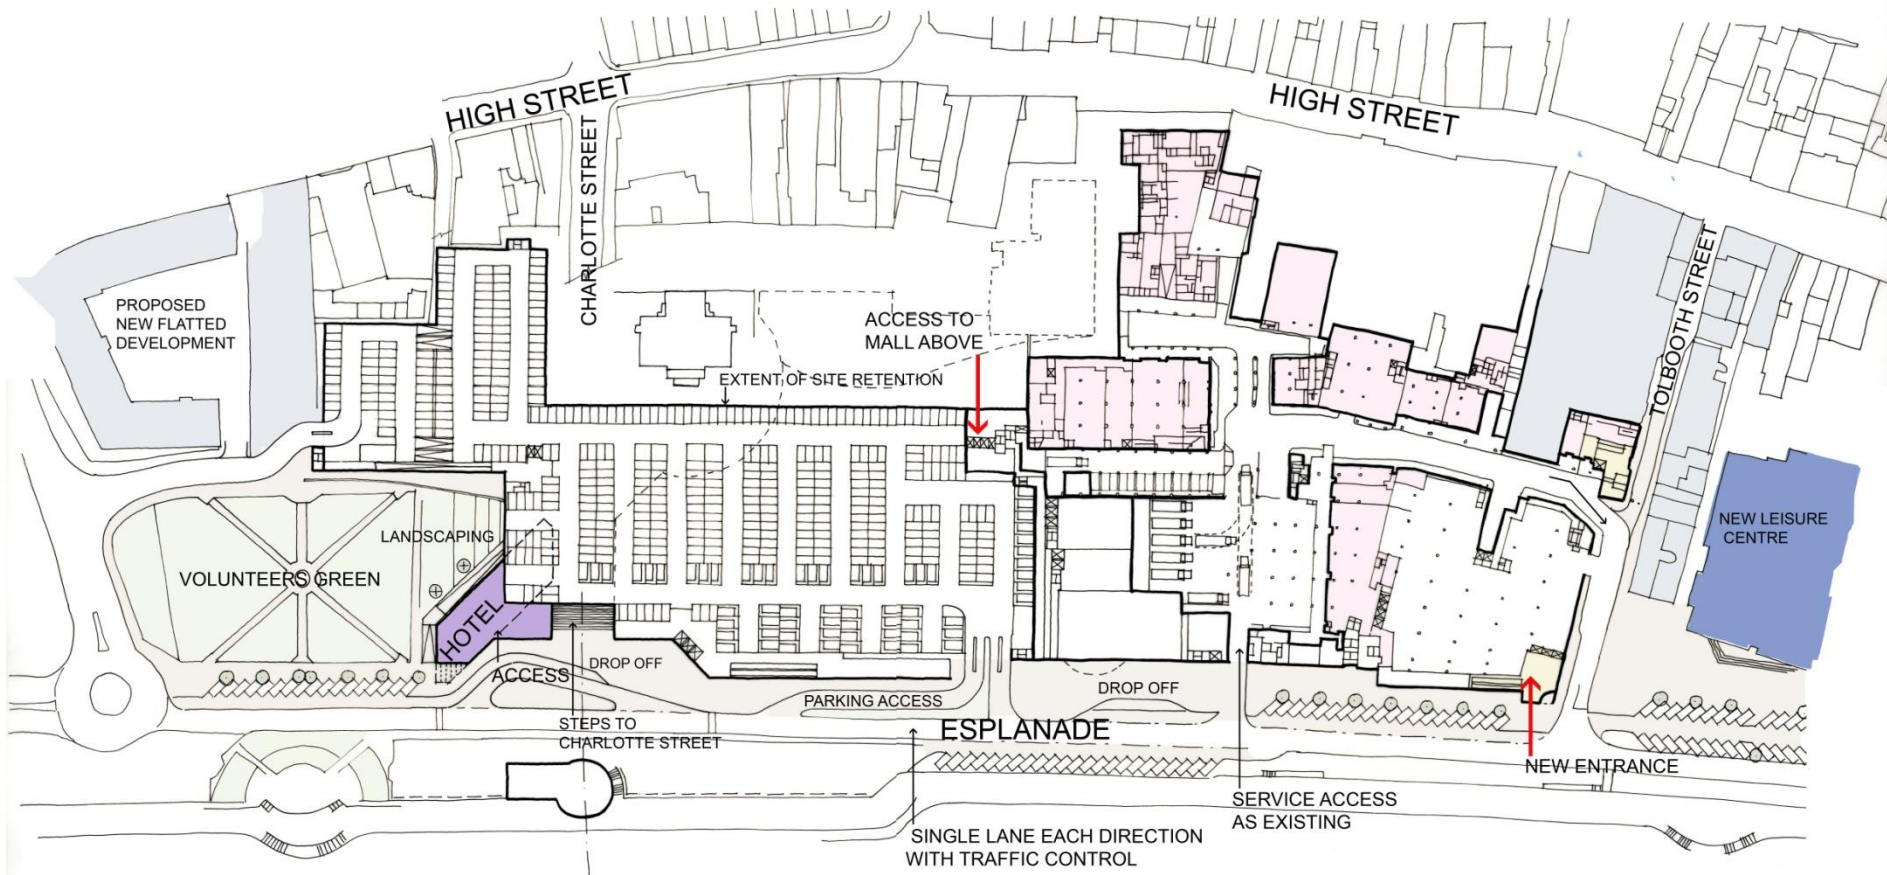 HIGH STREET
HIGH STREET
CHARLOTTE STREET
TOLBOOTH STREET
PROPOSED
NEW FLATTED
DEVELOPMENT
ACCESS TO
MALL ABOVE
EXTENT OF SITE RETENTION
LANDSCAPING
VOLUNTEERS GREEN
HOTEL
NEW LEISURE
CENTRE
ACCESS
DROP OFF
PARKING ACCESS
DROP OFF
STEPS TO
CHARLOTTE STREET
ESPLANADE
NEW ENTRANCE
SERVICE ACCESS
AS EXISTING
SINGLE LANE EACH DIRECTION
WITH TRAFFIC CONTROL